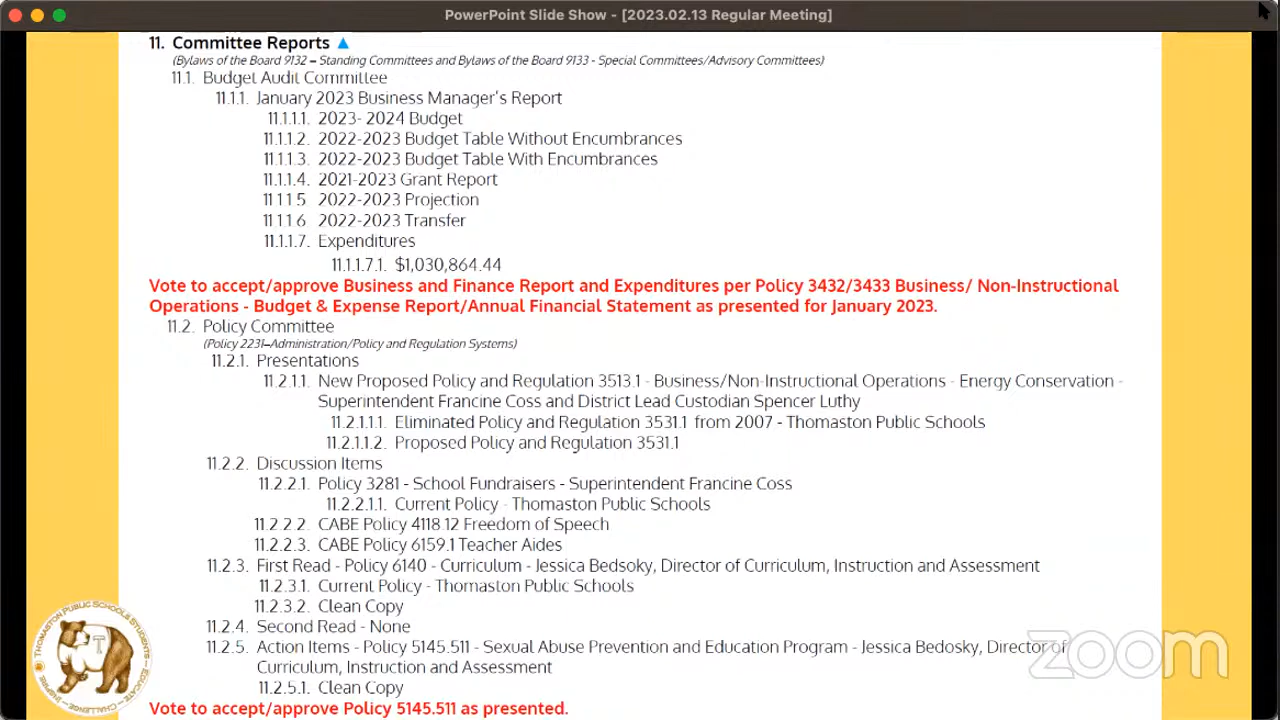 PowerPoint Slide Show - [2023.02.13 Regular Meeting]
11. Committee Reports ▲
(Bylaws of the Board 9132 – Standing Committees and Bylaws of the Board 9133 - Special Committees/Advisory Committees)
11.1. Budget Audit Committee
11.1.1. January 2023 Business Manager's Report
11.1.1.1. 2023- 2024 Budget
11.1.1.2. 2022-2023 Budget Table Without Encumbrances
11.1.1.3. 2022-2023 Budget Table With Encumbrances
11.1.1.4. 2021-2023 Grant Report
11 1 1 5 2022-2023 Projection
11 1 1 6 2022-2023 Transfer
11.1.1.7. Expenditures
11.1.1.7.1. $1,030,864.44
Vote to accept/approve Business and Finance Report and Expenditures per Policy 3432/3433 Business/ Non-Instructional
Operations - Budget & Expense Report/Annual Financial Statement as presented for January 2023.
11.2. Policy Committee
(Policy 2231–Administration/Policy and Regulation Systems)
11.2.1. Presentations
11.2.1.1. New Proposed Policy and Regulation 3513.1 - Business/Non-Instructional Operations - Energy Conservation -
Superintendent Francine Coss and District Lead Custodian Spencer Luthy
11.2.1.1.1. Eliminated Policy and Regulation 3531.1 from 2007 - Thomaston Public Schools
11.2.1.1.2. Proposed Policy and Regulation 3531.1
11.2.2. Discussion Items
11.2.2.1. Policy 3281 - School Fundraisers - Superintendent Francine Coss
11.2.2.1.1. Current Policy - Thomaston Public Schools
11.2.2.2. CABE Policy 4118 12 Freedom of Speech
11.2.2.3. CABE Policy 6159.1 Teacher Aides
11.2.3. First Read - Policy 6140 - Curriculum - Jessica Bedsoky, Director of Curriculum, Instruction and Assessment
11.2.3.1. Current Policy - Thomaston Public Schools
11.2.3.2. Clean Copy
11.2.4. Second Read - None
11.2.5. Action Items - Policy 5145.511 - Sexual Abuse Prevention and Education Program - Jessica Bedosky, Director of
Curriculum, Instruction and Assessment
11.2.5.1. Clean Copy
Vote to accept/approve Policy 5145.511 as presented.
THOMASTON PUBLIC SCHOOLS STUDENTS
INSPIRE — CHALLENGE — EDUCATE
T
zoom